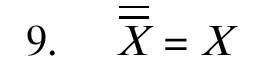 9. X̿ = X